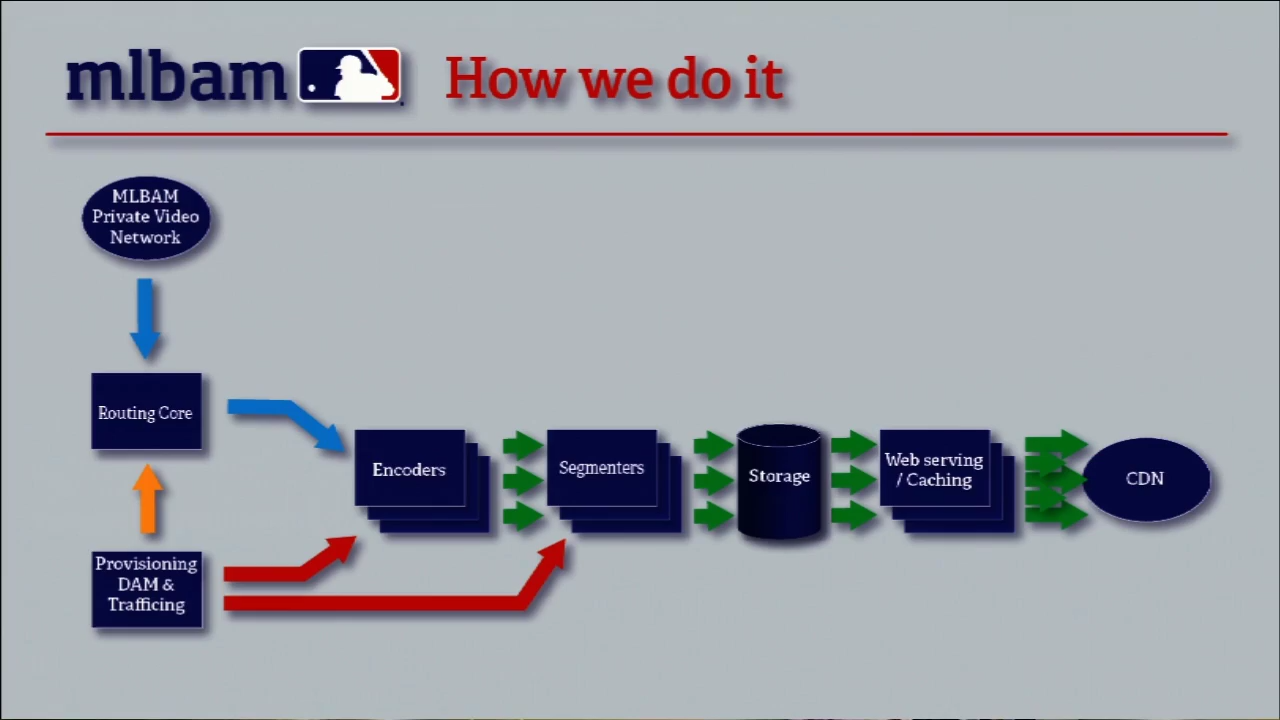 mlbam How we do it
MLBAM
Private Video
Network
Routing Core
Provisioning
DAM &
Trafficing
Encoders
Segmenters
Storage
Web serving
/ Caching
CDN